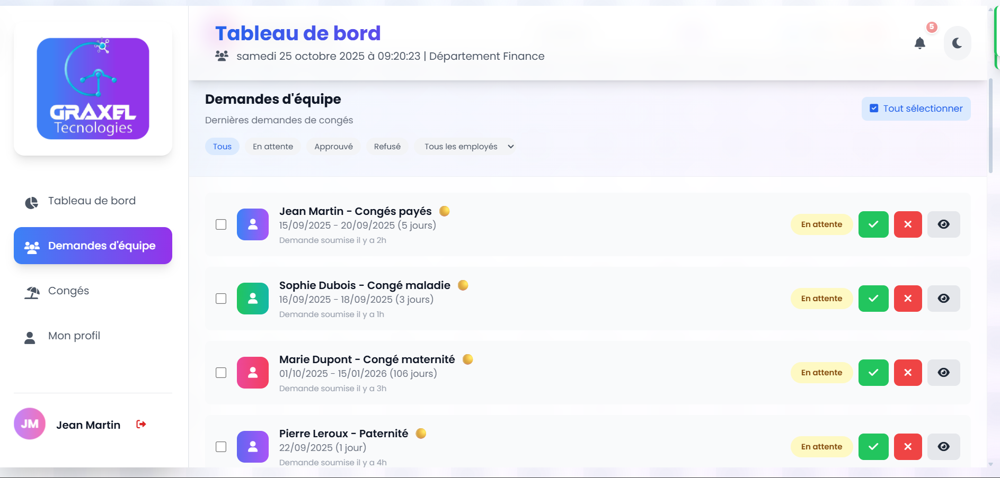 GRAXEL
Tecnologies
Tableau de bord
Demandes d'équipe
Congés
Mon profil
JM
Jean Martin
Tableau de bord
samedi 25 octobre 2025 à 09:20:23 | Département Finance
5
Demandes d'équipe
Dernières demandes de congés
Tout sélectionner
Tous
En attente
Approuvé
Refusé
Tous les employés
Jean Martin - Congés payés
15/09/2025 - 20/09/2025 (5 jours)
Demande soumise il y a 2h
En attente
Sophie Dubois - Congé maladie
16/09/2025 - 18/09/2025 (3 jours)
Demande soumise il y a 1h
En attente
Marie Dupont - Congé maternité
01/10/2025 - 15/01/2026 (106 jours)
Demande soumise il y a 3h
En attente
Pierre Leroux - Paternité
22/09/2025 (1 jour)
Demande soumise il y a 4h
En attente